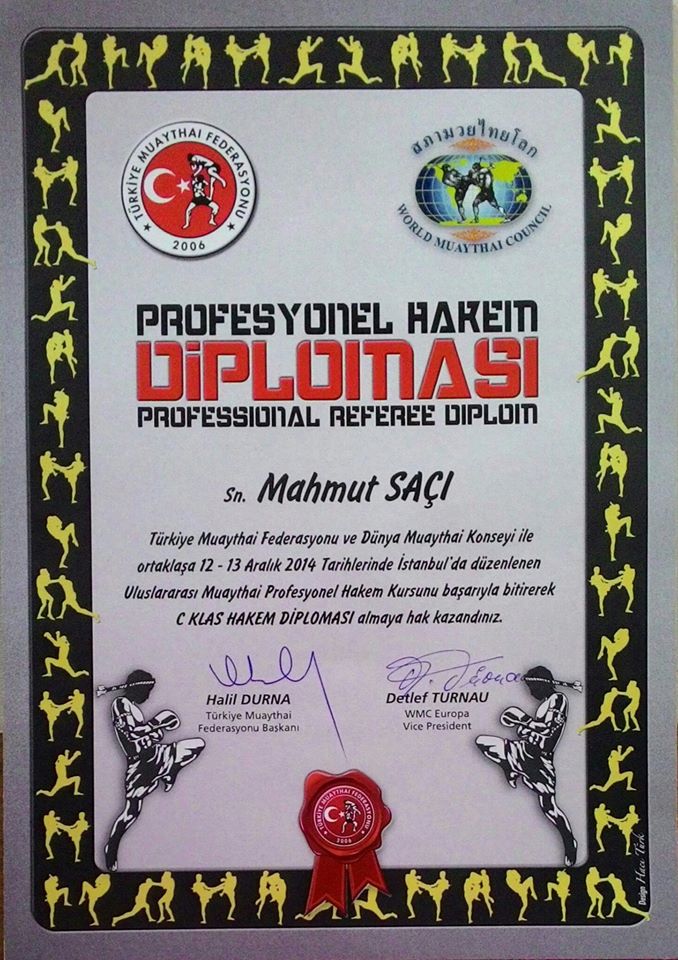 TÜRKİYE MUAYTHAI FEDERASYONU
2006
สภามวยไทยโลก
WORLD MUAYTHAI COUNCIL
PROFESYONEL HAKEM
DİPLOMASI
PROFESSIONAL REFEREE DIPLOM
Sn. Mahmut SAÇI
Türkiye Muaythai Federasyonu ve Dünya Muaythai Konseyi ile
ortaklaşa 12 - 13 Aralık 2014 Tarihlerinde İstanbul'da düzenlenen
Uluslararası Muaythai Profesyonel Hakem Kursunu başarıyla bitirerek
C KLAS HAKEM DİPLOMASI almaya hak kazandınız.
Halil DURNA
Türkiye Muaythai
Federasyonu Başkanı
Detlef TURNAU
WMC Europa
Vice President
TÜRKİYE MUAYTHAI FEDERASYONU
2006
Design Hacı Türk